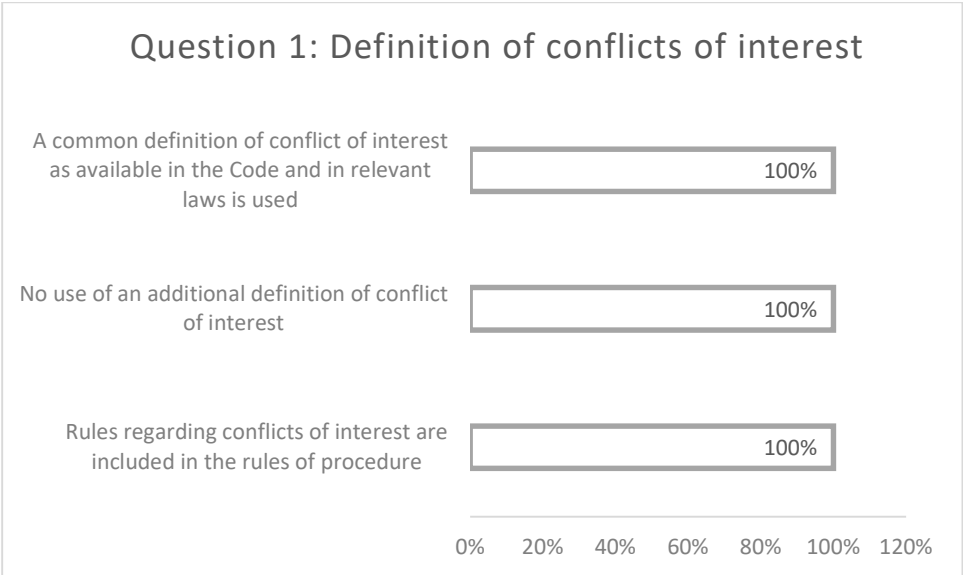 Question 1: Definition of conflicts of interest
A common definition of conflict of interest
as available in the Code and in relevant
laws is used
100%
No use of an additional definition of conflict
of interest
100%
Rules regarding conflicts of interest are
included in the rules of procedure
100%
0% 20% 40% 60% 80% 100% 120%